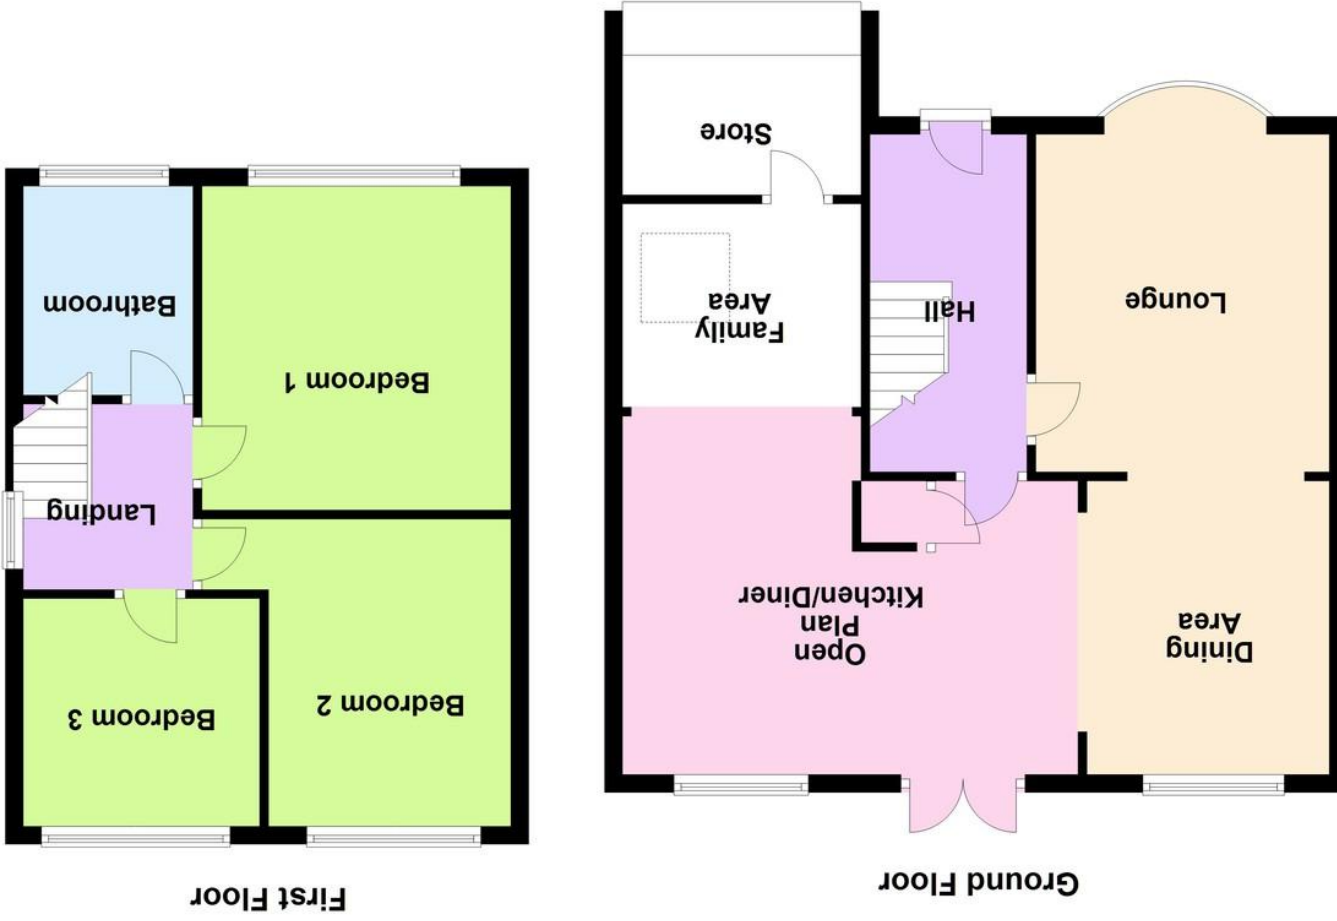 Ground Floor
Dining
Area
Open
Plan
Kitchen/Diner
Lounge
Hall
Family
Area
Store
First Floor
Bedroom 2
Bedroom 3
Landing
Bedroom 1
Bathroom